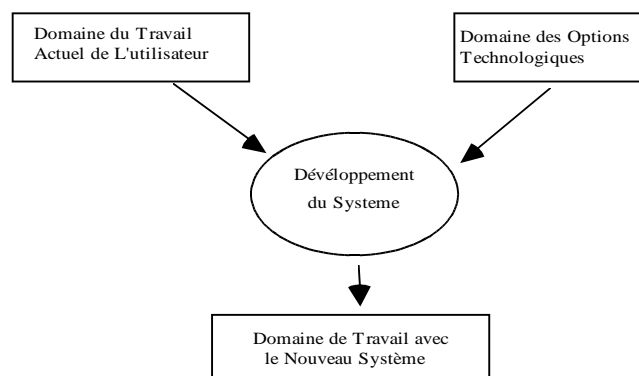 Domaine du Travail
Actuel de L'utilisateur
Domaine des Options
Technologiques
Dévéloppement
du Systeme
Domaine de Travail avec
le Nouveau Système